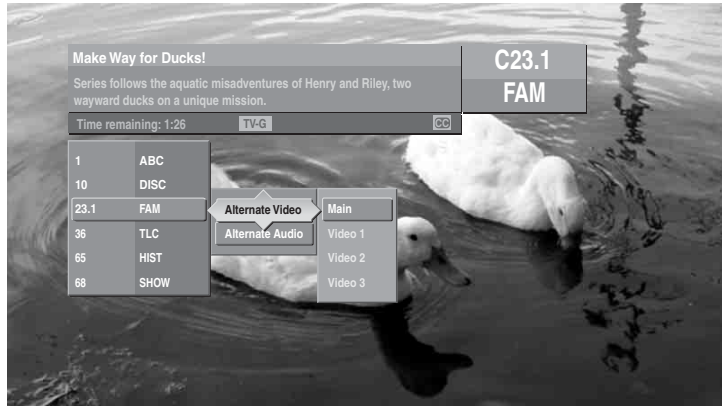 Make Way for Ducks!
C23.1
Series follows the aquatic misadventures of Henry and Riley, two
wayward ducks on a unique mission.
FAM
Time remaining: 1:26 TV-G CC
1 ABC
10 DISC
23.1 FAM Alternate Video Main
36 TLC Alternate Audio Video 1
65 HIST Video 2
68 SHOW Video 3